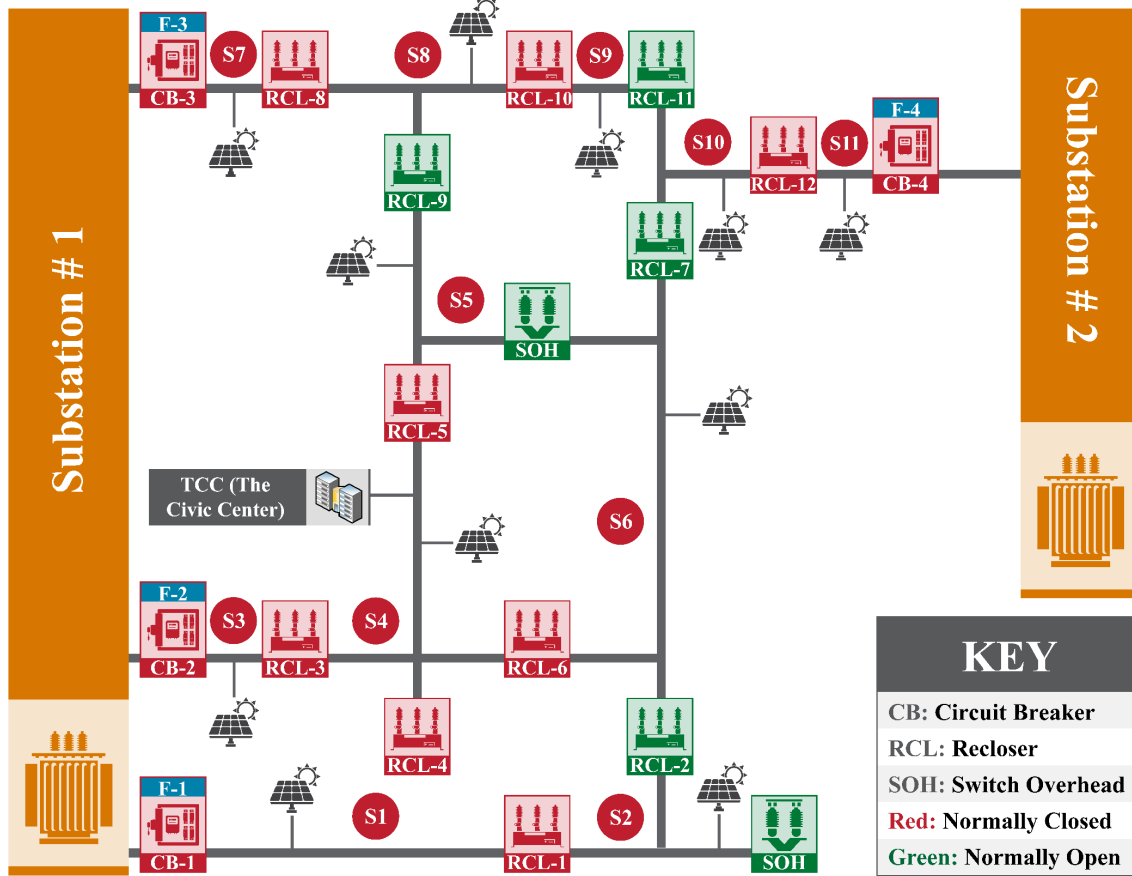 Substation # 1
F-3
CB-3
S7
RCL-8
S8
RCL-10
S9
RCL-11
S10
RCL-12
S11
F-4
CB-4
Substation # 2
RCL-9
RCL-7
S5
SOH
RCL-5
TCC (The
Civic Center)
S6
F-2
CB-2
S3
RCL-3
S4
RCL-6
RCL-4
RCL-2
F-1
CB-1
S1
RCL-1
S2
SOH
KEY
CB: Circuit Breaker
RCL: Recloser
SOH: Switch Overhead
Red: Normally Closed
Green: Normally Open